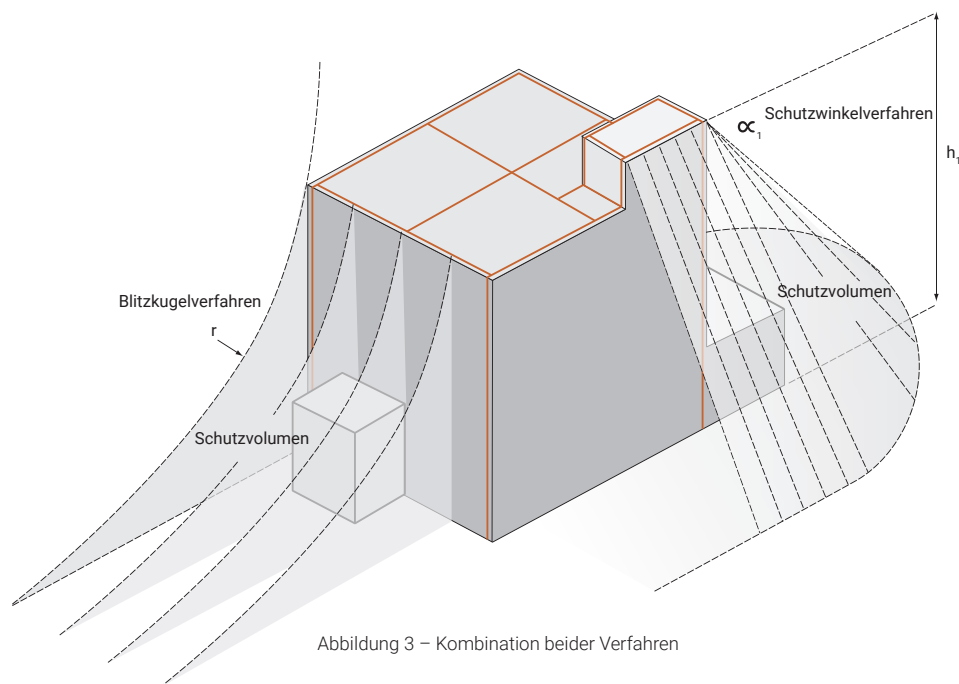 ∝₁
Schutzwinkelverfahren
h₁
Schutzvolumen
Blitzkugelverfahren
r
Schutzvolumen
Abbildung 3 – Kombination beider Verfahren